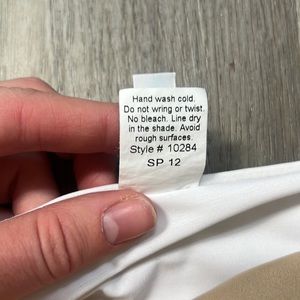 Hand wash cold.
Do not wring or twist.
No bleach. Line dry
in the shade. Avoid
rough surfaces.
Style # 10284
SP 12